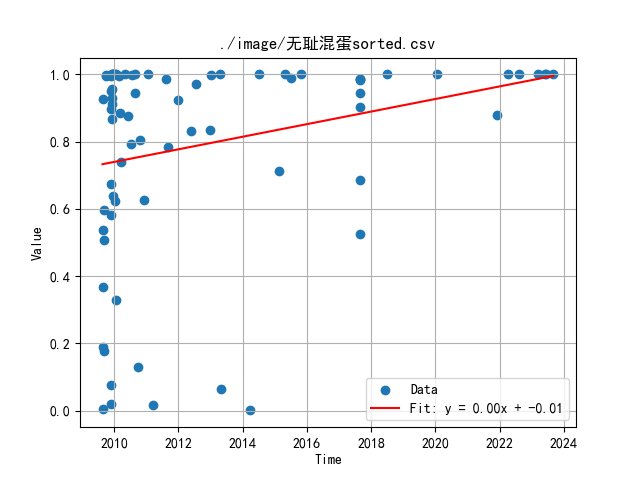 ./image/无耻混蛋sorted.csv
1.0
0.8
0.6
0.4
0.2
0.0
Value
2010 2012 2014 2016 2018 2020 2022 2024
Time
Data
Fit: y = 0.00x + -0.01